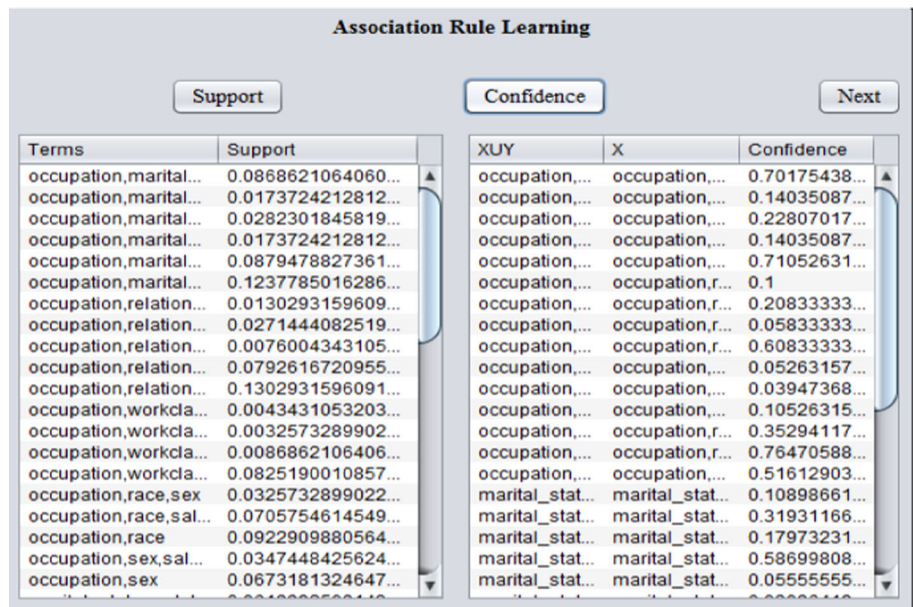 Association Rule Learning
Support Confidence Next
Terms Support XUY X Confidence
occupation,marital... 0.0868621064060... occupation,... occupation,... 0.70175438...
occupation,marital... 0.0173724212812... occupation,... occupation,... 0.14035087...
occupation,marital... 0.0282301845819... occupation,... occupation,... 0.22807017...
occupation,marital... 0.0173724212812... occupation,... occupation,... 0.14035087...
occupation,marital... 0.0879478827361... occupation,... occupation,... 0.71052631...
occupation,marital... 0.1237785016286... occupation,... occupation,r... 0.1
occupation,relation... 0.0130293159609... occupation,... occupation,r... 0.20833333...
occupation,relation... 0.0271444082519... occupation,... occupation,r... 0.05833333...
occupation,relation... 0.0076004343105... occupation,... occupation,r... 0.60833333...
occupation,relation... 0.0792616720955... occupation,... occupation,... 0.05263157...
occupation,relation... 0.1302931596091... occupation,... occupation,... 0.03947368...
occupation,workcla... 0.0043431053203... occupation,... occupation,... 0.10526315...
occupation,workcla... 0.0032573289902... occupation,... occupation,r... 0.35294117...
occupation,workcla... 0.0086862106406... occupation,... occupation,r... 0.76470588...
occupation,workcla... 0.0825190010857... occupation,... occupation,... 0.51612903...
occupation,race,sex 0.0325732899022... marital_stat... marital_stat... 0.10898661...
occupation,race,sal... 0.0705754614549... marital_stat... marital_stat... 0.31931166...
occupation,race 0.0922909880564... marital_stat... marital_stat... 0.17973231...
occupation,sex,sal... 0.0347448425624... marital_stat... marital_stat... 0.58699808...
occupation,sex 0.0673181324647... marital_stat... marital_stat... 0.05555555...